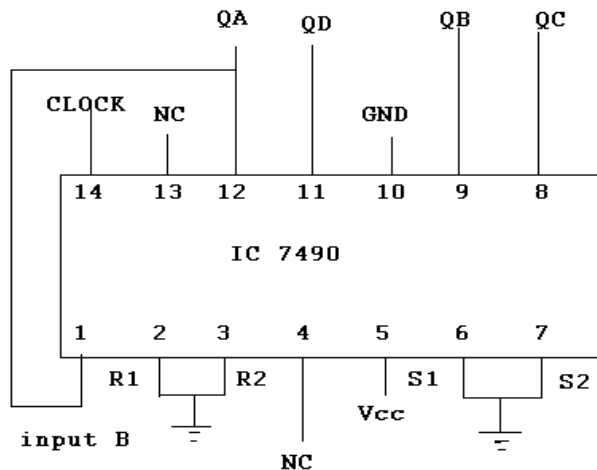 QA QD QB QC
CLOCK NC GND
14 13 12 11 10 9 8
IC 7490
1 2 3 4 5 6 7
R1 R2 S1 S2
Vcc
input B
NC